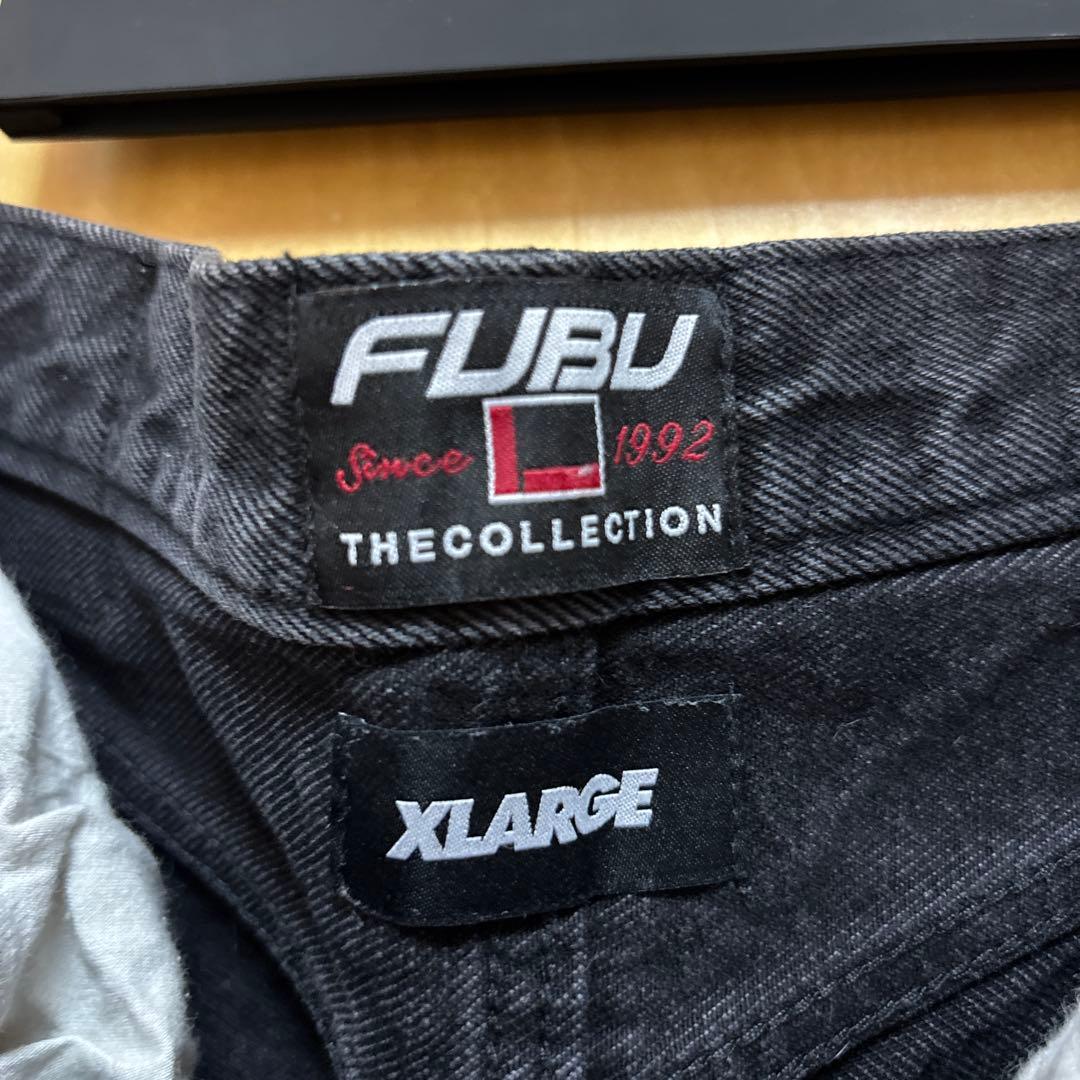 FUBU
Since L 1992
THECOLLECTION
XLARGE